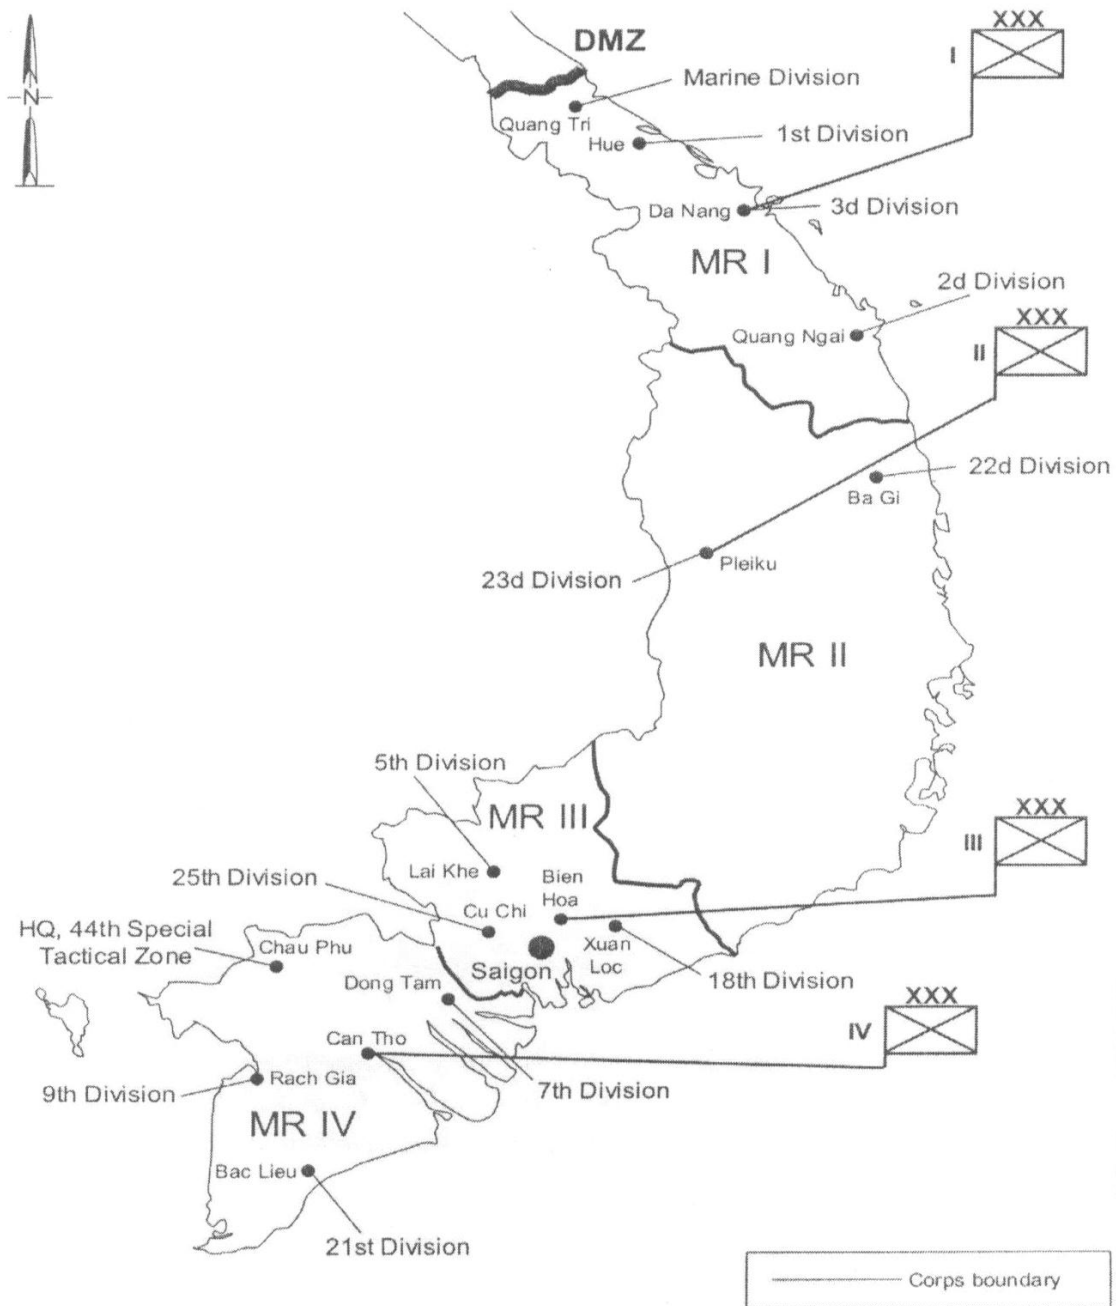 XXX
I
DMZ
N
Marine Division
Quang Tri
1st Division
Hue
3d Division
Da Nang
MR I
2d Division
XXX
II
Quang Ngai
22d Division
Ba Gi
Pleiku
23d Division
MR II
5th Division
XXX
III
MR III
Lai Khe
Bien
Hoa
25th Division
Cu Chi
HQ, 44th Special
Tactical Zone
Chau Phu
Xuan
Loc
Saigon
18th Division
Dong Tam
XXX
IV
Can Tho
Rach Gia
9th Division
7th Division
MR IV
Bac Lieu
21st Division
Corps boundary